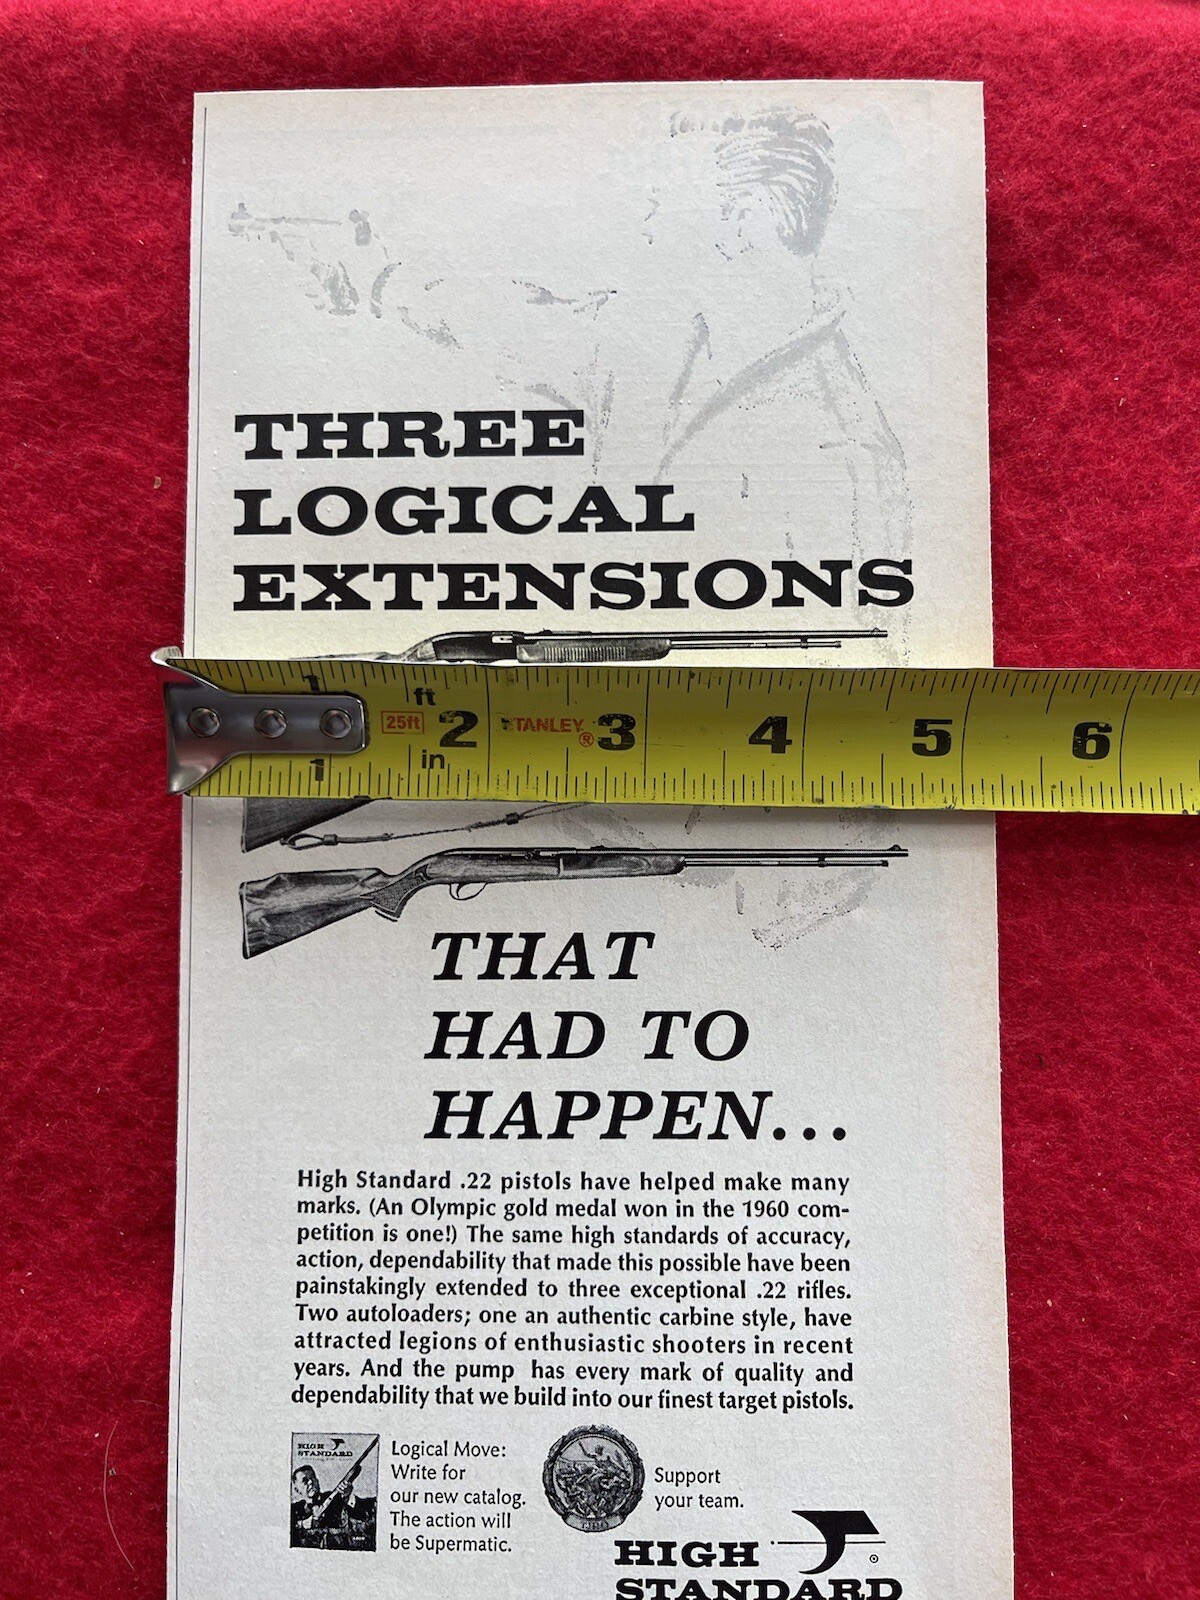 THREE
LOGICAL
EXTENSIONS
1 ft
25ft 2 STANLEY ® 3 4 5 6
1 in
THAT
HAD TO
HAPPEN...
High Standard .22 pistols have helped make many
marks. (An Olympic gold medal won in the 1960 com-
petition is one!) The same high standards of accuracy,
action, dependability that made this possible have been
painstakingly extended to three exceptional .22 rifles.
Two autoloaders; one an authentic carbine style, have
attracted legions of enthusiastic shooters in recent
years. And the pump has every mark of quality and
dependability that we build into our finest target pistols.
HIGH
STANDARD
Logical Move:
Write for
our new catalog.
The action will
be Supermatic.
Support
your team.
HIGH
STANDARD